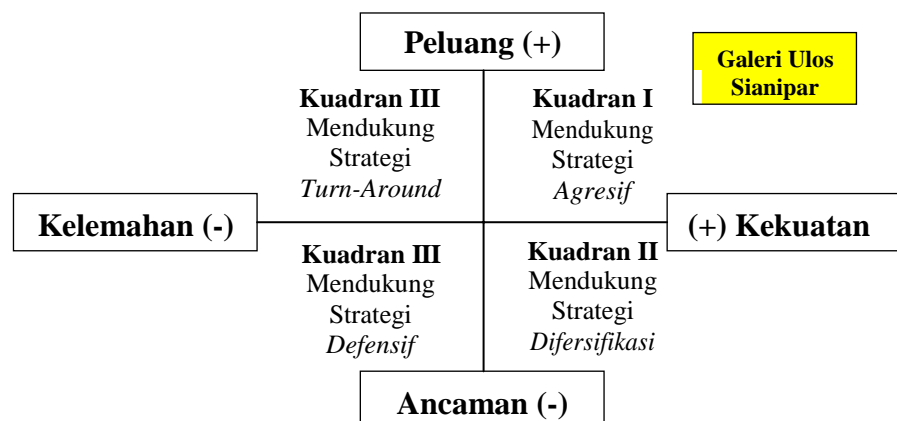 Peluang (+)
Galeri Ulos
Sianipar
Kuadran III
Mendukung
Strategi
Turn-Around
Kuadran I
Mendukung
Strategi
Agresif
Kelemahan (-)
(+) Kekuatan
Kuadran III
Mendukung
Strategi
Defensif
Kuadran II
Mendukung
Strategi
Difersifikasi
Ancaman (-)